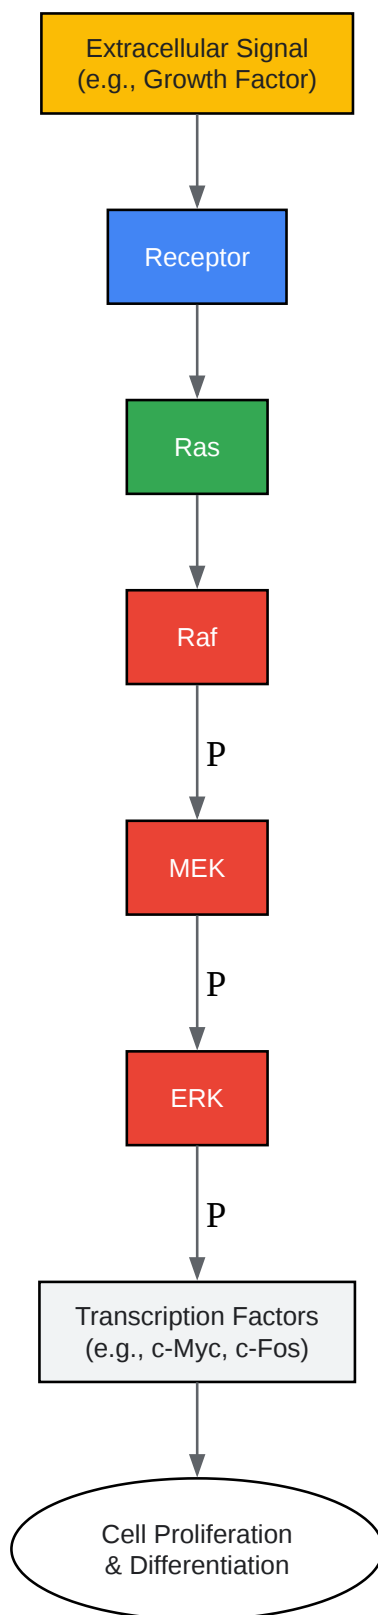 Extracellular Signal
(e.g., Growth Factor)
Receptor
Ras
Raf
P
MEK
P
ERK
P
Transcription Factors
(e.g., c-Myc, c-Fos)
Cell Proliferation
& Differentiation